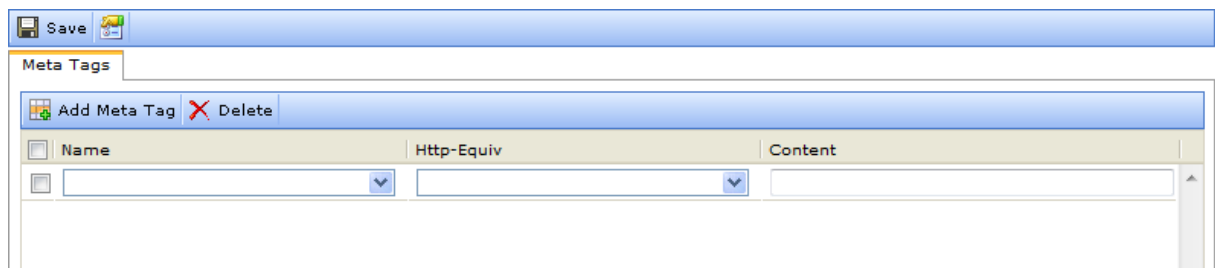 Save
Meta Tags
Add Meta Tag Delete
Name Http-Equiv Content